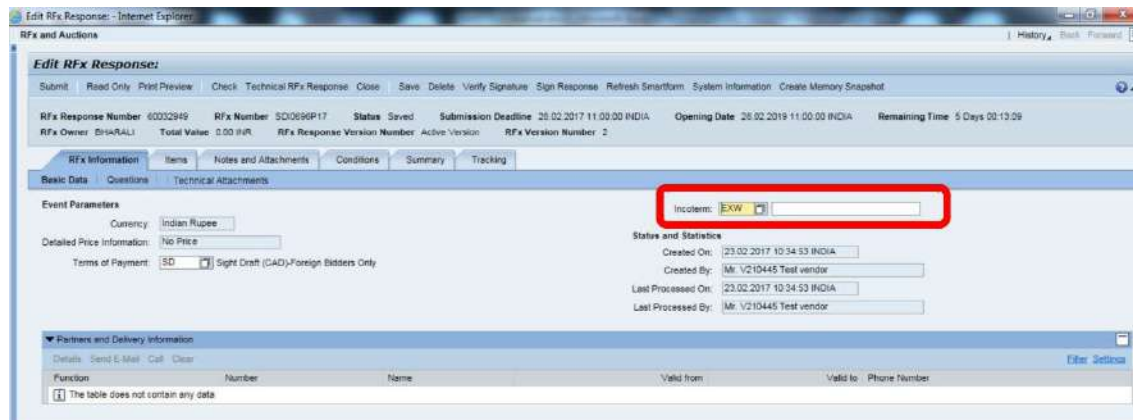 Edit RFx Response: - Internet Explorer
RFx and Auctions
History Back Forward
Edit RFx Response:
Submit Read Only Print Preview Check Technical RFx Response Close Save Delete Verify Signature Sign Response Refresh Smartform System Information Create Memory Snapshot
RFx Response Number 60032949 RFx Number SDI0696P17 Status Saved Submission Deadline 28.02.2017 11:00:00 INDIA Opening Date 28.02.2019 11:00:00 INDIA Remaining Time 5 Days 00:13:09
RFx Owner BHARALI Total Value 0.00 INR RFx Response Version Number Active Version RFx Version Number 2
RFx Information Items Notes and Attachments Conditions Summary Tracking
Basic Data Questions Technical Attachments
Event Parameters
Currency: Indian Rupee
Detailed Price Information: No Price
Terms of Payment: SD Sight Draft (CAD)-Foreign Bidders Only
Incoterm: EXW
Status and Statistics
Created On: 23.02.2017 10:34:53 INDIA
Created By: Mr. V210445 Test vendor
Last Processed On: 23.02.2017 10:34:53 INDIA
Last Processed By: Mr. V210445 Test vendor
Partners and Delivery Information
Details Send E-Mail Call Clear Filter Settings
Function Number Name Valid from Valid to Phone Number
The table does not contain any data